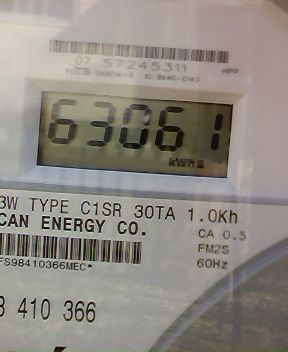 07 57245311
63061
kWh
3W TYPE C1SR 30TA 1.0Kh
CAN ENERGY CO.
CA 0.5
FM2S
60Hz
FS98410366MEC*
8 410 366